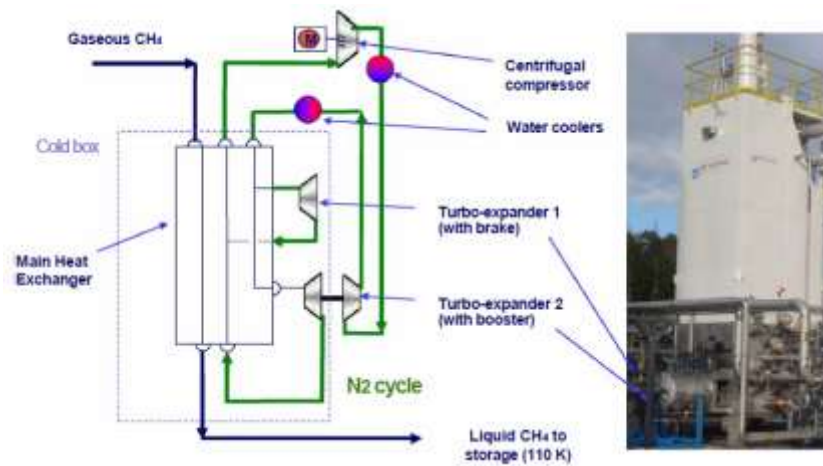 Gaseous CH₄
M
Centrifugal
compressor
Water coolers
Cold box
Turbo-expander 1
(with brake)
Main Heat
Exchanger
Turbo-expander 2
(with booster)
N2 cycle
Liquid CH₄ to
storage (110 K)